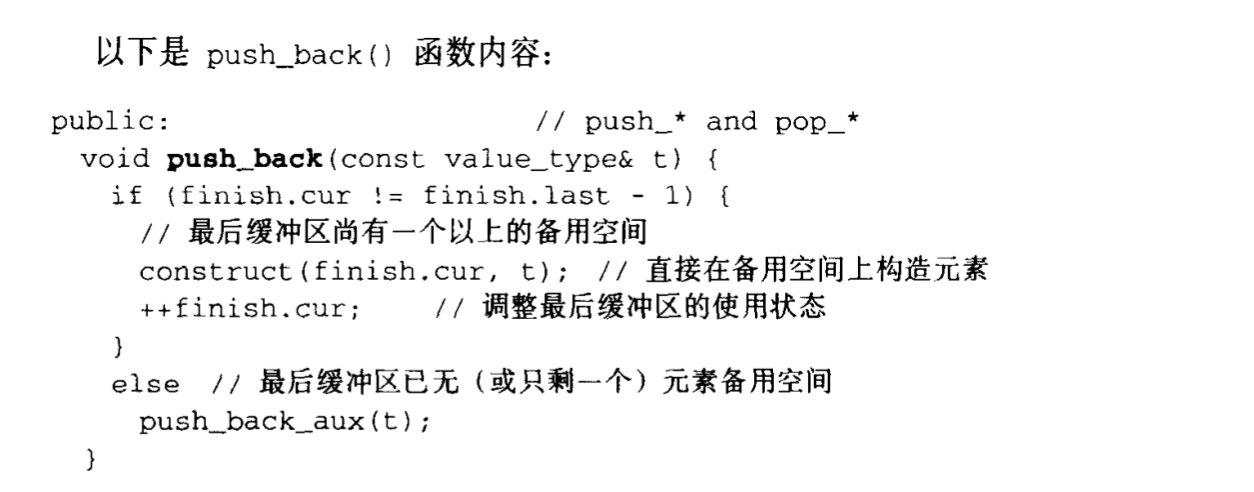 以下是 push_back() 函数内容：
public:                         // push_* and pop_*
  void push_back(const value_type& t) {
    if (finish.cur != finish.last - 1) {
      // 最后缓冲区尚有一个以上的备用空间
      construct(finish.cur, t);  // 直接在备用空间上构造元素
      ++finish.cur;     // 调整最后缓冲区的使用状态
    }
    else  // 最后缓冲区已无（或只剩一个）元素备用空间
      push_back_aux(t);
  }